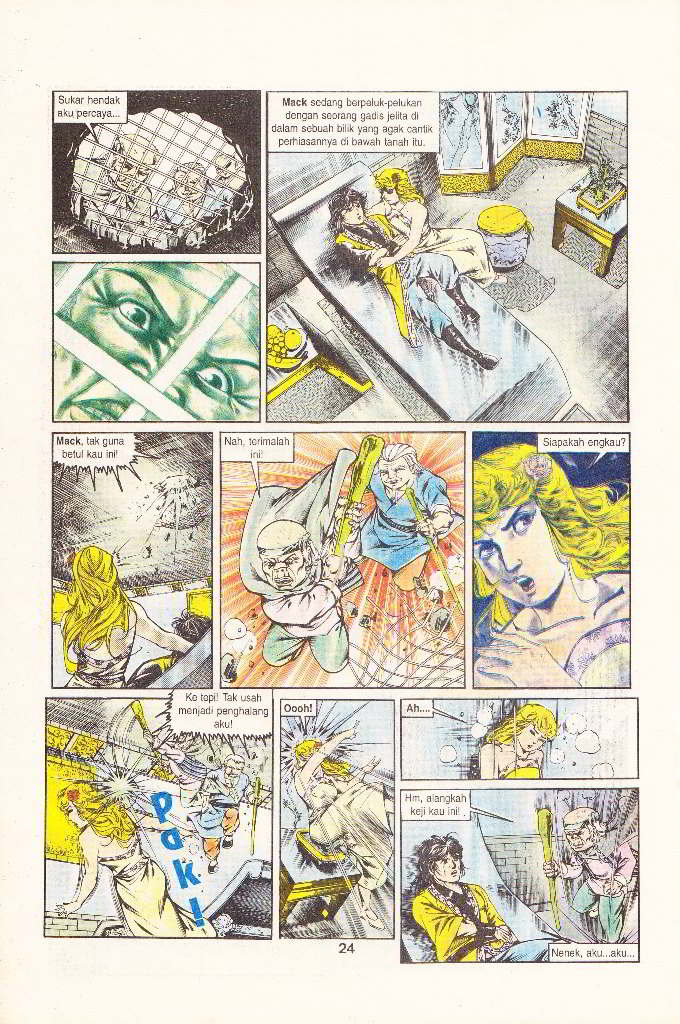 Sukar hendak
aku percaya...
Mack sedang berpeluk-pelukan
dengan seorang gadis jelita di
dalam sebuah bilik yang agak cantik
perhiasannya di bawah tanah itu.
Mack, tak guna
betul kau ini!
Nah, terimalah
ini!
Siapakah engkau?
Ke tepi! Tak usah
menjadi penghalang
aku!
Pak!
Oooh!
Ah....
Hm, alangkah
keji kau ini!
Nenek, aku...aku...
24